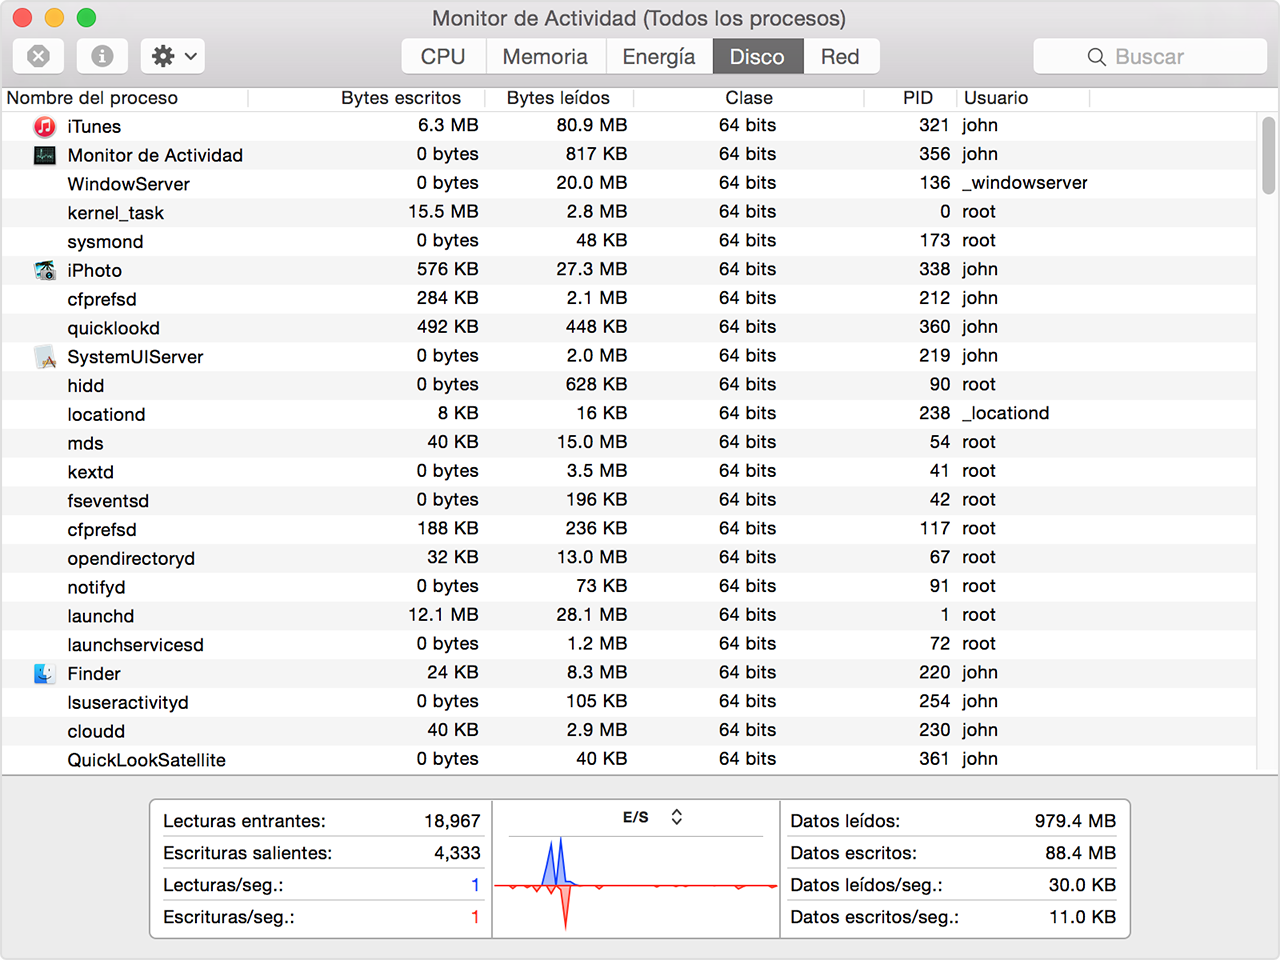 Monitor de Actividad (Todos los procesos)
CPU Memoria Energía Disco Red Buscar
Nombre del proceso Bytes escritos Bytes leídos Clase PID Usuario
iTunes 6.3 MB 80.9 MB 64 bits 321 john
Monitor de Actividad 0 bytes 817 KB 64 bits 356 john
WindowServer 0 bytes 20.0 MB 64 bits 136 _windowserver
kernel_task 15.5 MB 2.8 MB 64 bits 0 root
sysmond 0 bytes 48 KB 64 bits 173 root
iPhoto 576 KB 27.3 MB 64 bits 338 john
cfprefsd 284 KB 2.1 MB 64 bits 212 john
quicklookd 492 KB 448 KB 64 bits 360 john
SystemUIServer 0 bytes 2.0 MB 64 bits 219 john
hidd 0 bytes 628 KB 64 bits 90 root
locationd 8 KB 16 KB 64 bits 238 _locationd
mds 40 KB 15.0 MB 64 bits 54 root
kextd 0 bytes 3.5 MB 64 bits 41 root
fseventsd 0 bytes 196 KB 64 bits 42 root
cfprefsd 188 KB 236 KB 64 bits 117 root
opendirectoryd 32 KB 13.0 MB 64 bits 67 root
notifyd 0 bytes 73 KB 64 bits 91 root
launchd 12.1 MB 28.1 MB 64 bits 1 root
launchservicesd 0 bytes 1.2 MB 64 bits 72 root
Finder 24 KB 8.3 MB 64 bits 220 john
lsuseractivityd 0 bytes 105 KB 64 bits 254 john
cloudd 40 KB 2.9 MB 64 bits 230 john
QuickLookSatellite 0 bytes 40 KB 64 bits 361 john
Lecturas entrantes: 18,967
Escrituras salientes: 4,333
Lecturas/seg.: 1
Escrituras/seg.: 1
E/S
Datos leídos: 979.4 MB
Datos escritos: 88.4 MB
Datos leídos/seg.: 30.0 KB
Datos escritos/seg.: 11.0 KB